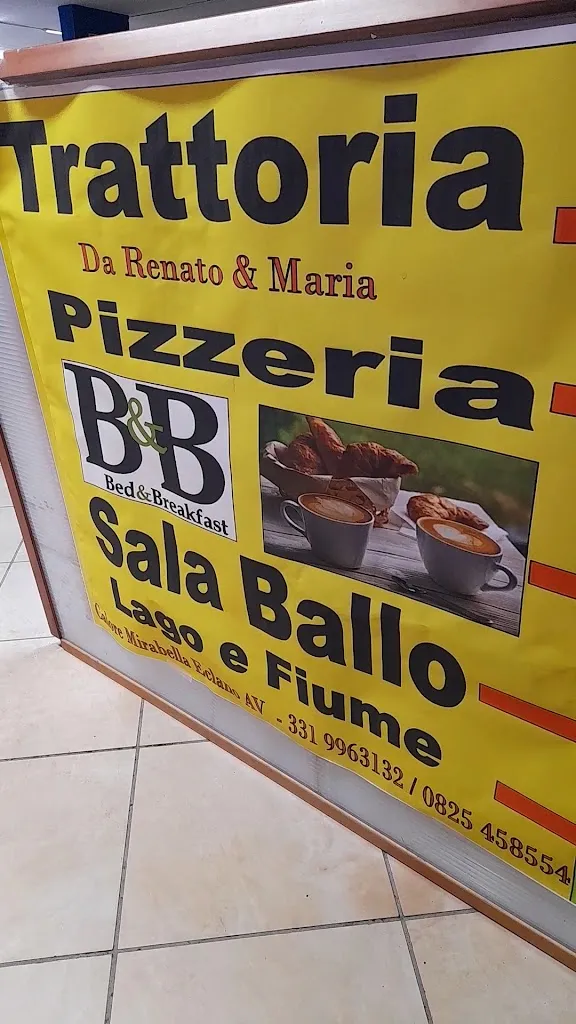 Trattoria
Da Renato & Maria
Pizzeria
B&B
Bed&Breakfast
Sala Ballo
Lago e Fiume
Calore Mirabella Eclano AV - 331 9963132 / 0825 458554